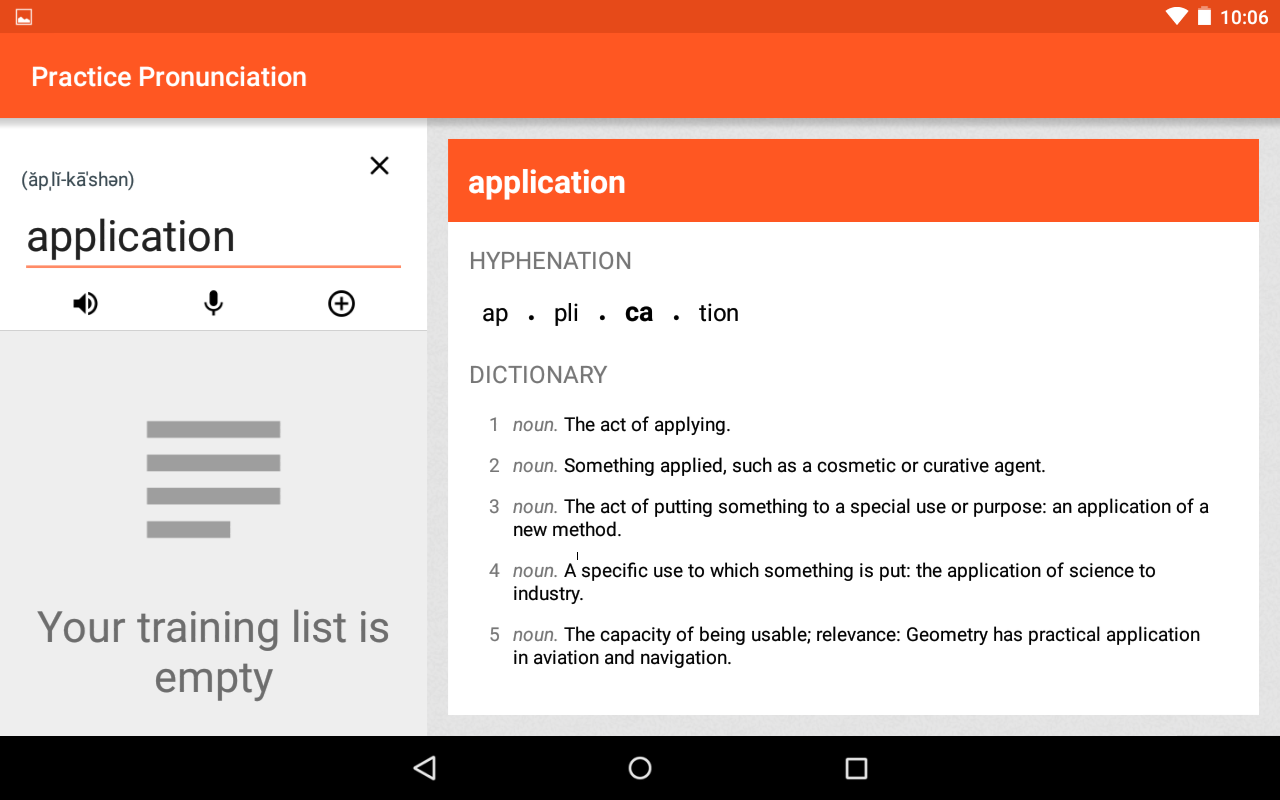 10:06
Practice Pronunciation
(ăpˌlĭ-kā'shən)
application
Your training list is
empty
application
HYPHENATION
ap . pli . ca . tion
DICTIONARY
1 noun. The act of applying.
2 noun. Something applied, such as a cosmetic or curative agent.
3 noun. The act of putting something to a special use or purpose: an application of a
new method.
4 noun. A specific use to which something is put: the application of science to
industry.
5 noun. The capacity of being usable; relevance: Geometry has practical application
in aviation and navigation.